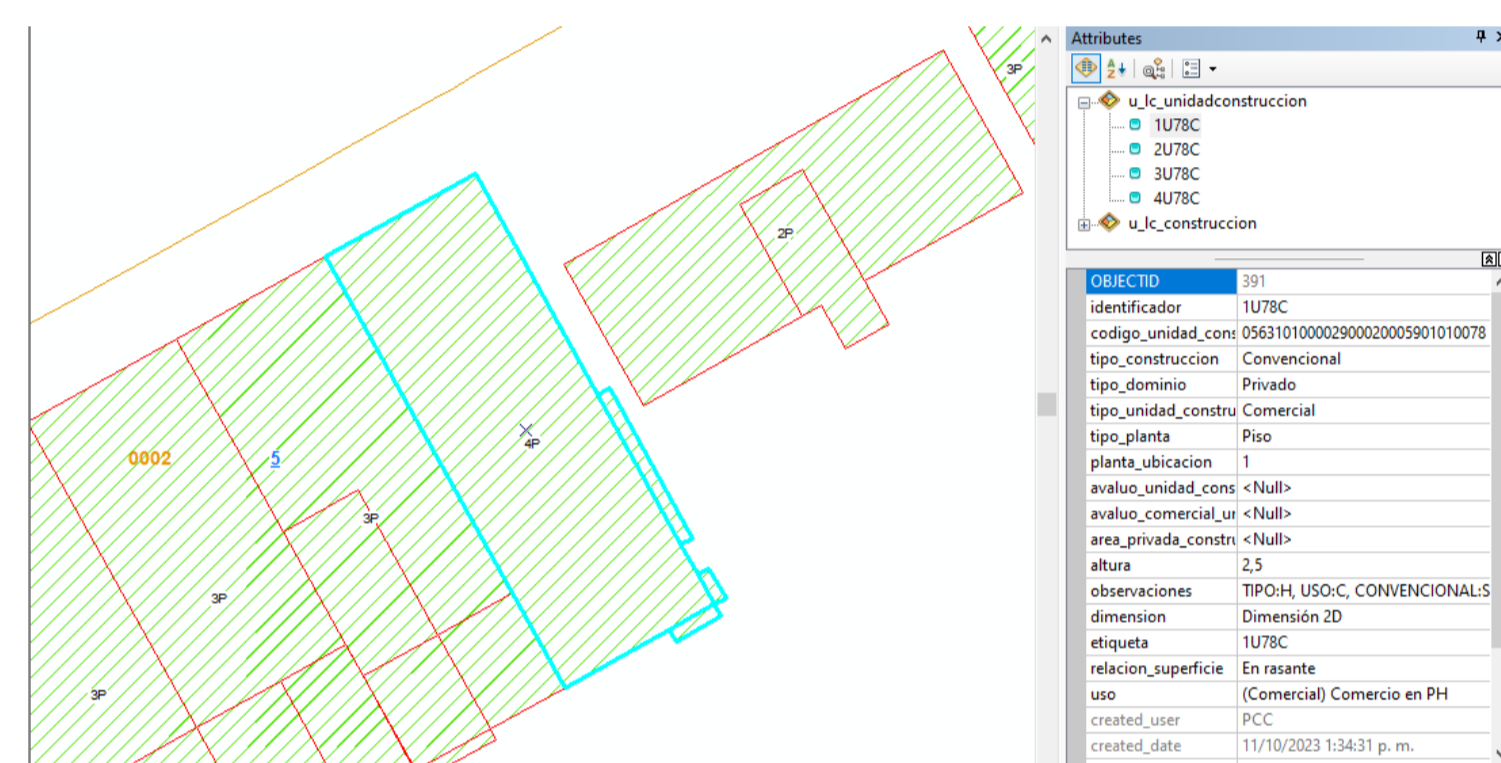 3P
2P
4P
0002
5
3P
3P
3P
Attributes
u_lc_unidadconstruccion
1U78C
2U78C
3U78C
4U78C
u_lc_construccion
OBJECTID 391
identificador 1U78C
codigo_unidad_cons 056310100002900020005901010078
tipo_construccion Convencional
tipo_dominio Privado
tipo_unidad_constru Comercial
tipo_planta Piso
planta_ubicacion 1
avaluo_unidad_cons <Null>
avaluo_comercial_ur <Null>
area_privada_constru <Null>
altura 2,5
observaciones TIPO:H, USO:C, CONVENCIONAL:S
dimension Dimensión 2D
etiqueta 1U78C
relacion_superficie En rasante
uso (Comercial) Comercio en PH
created_user PCC
created_date 11/10/2023 1:34:31 p. m.